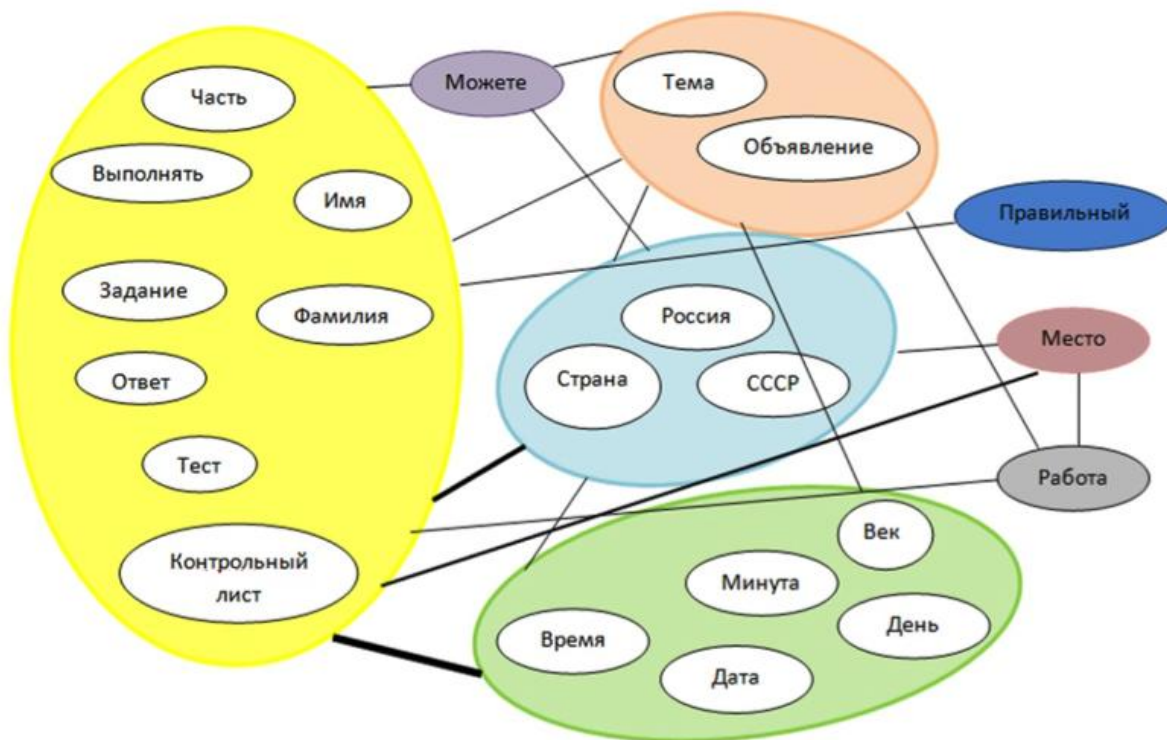 Часть
Выполнять
Имя
Задание
Фамилия
Ответ
Тест
Контрольный
лист
Можете
Тема
Объявление
Правильный
Россия
Страна
СССР
Место
Работа
Век
Минута
День
Время
Дата